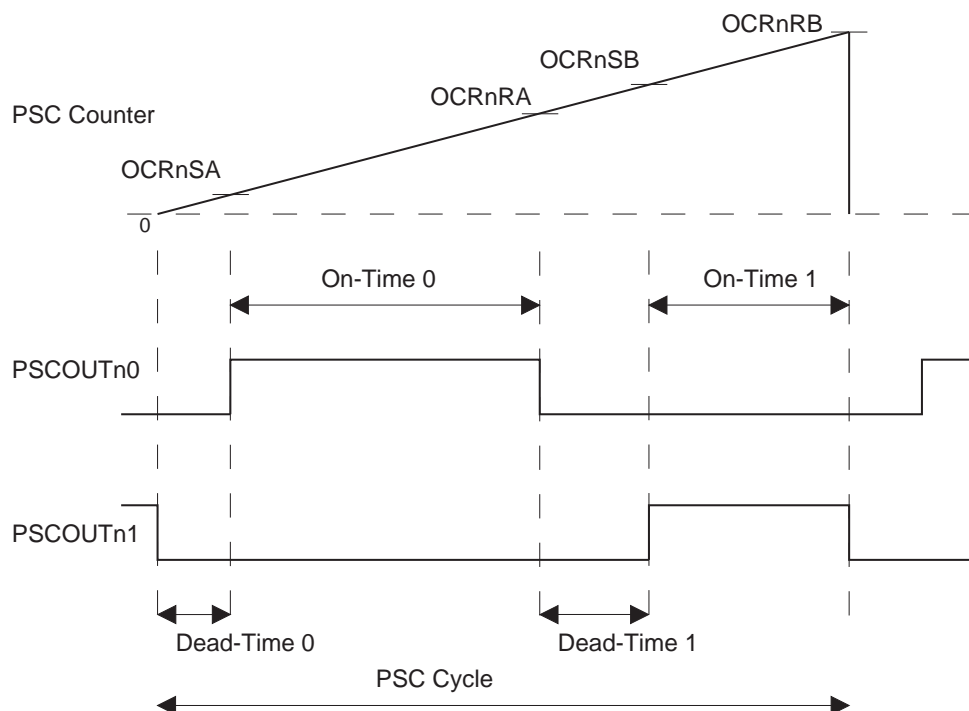 OCRnRB
OCRnSB
OCRnRA
PSC Counter
OCRnSA
0
On-Time 0
On-Time 1
PSCOUTn0
PSCOUTn1
Dead-Time 0
Dead-Time 1
PSC Cycle